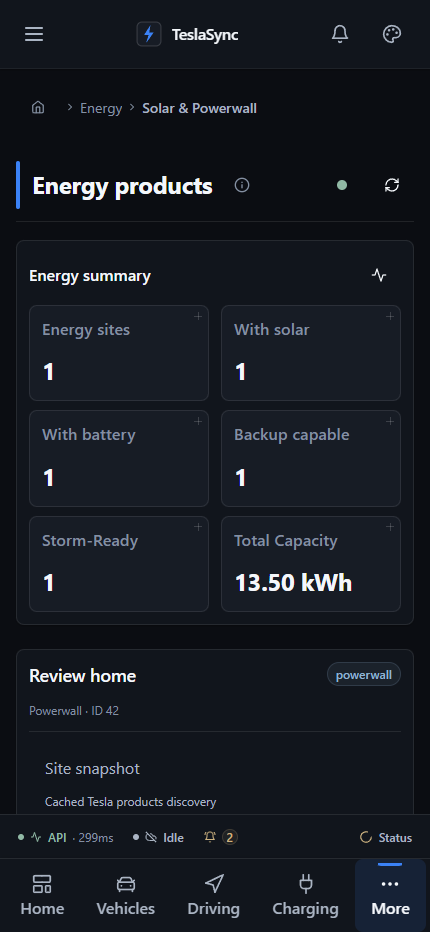 TeslaSync
Energy
Solar & Powerwall
Energy products
Energy summary
Energy sites
1
With solar
1
With battery
1
Backup capable
1
Storm-Ready
1
Total Capacity
13.50 kWh
Review home
powerwall
Powerwall · ID 42
Site snapshot
Cached Tesla products discovery
API · 299ms
Idle
2
Status
Home
Vehicles
Driving
Charging
More